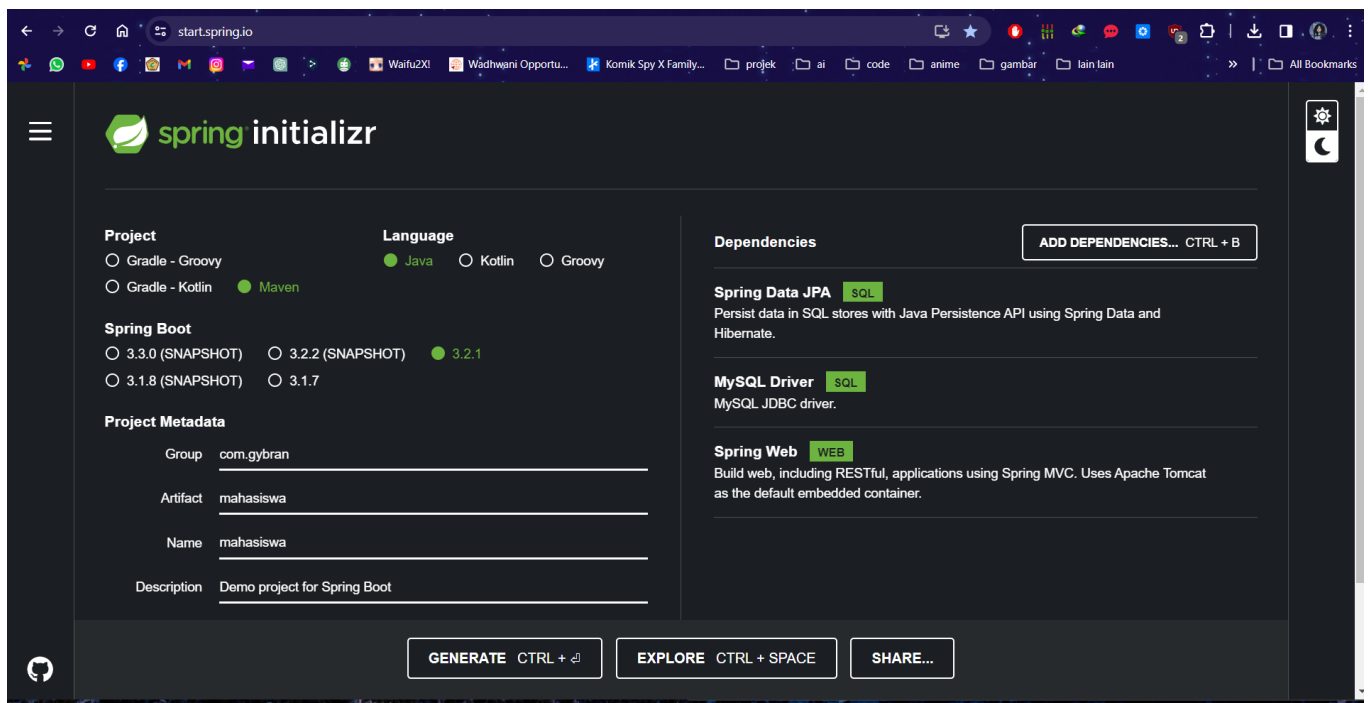 start.spring.io
2
Waifu2X!
Wadhwani Opportu...
Komik Spy X Family...
projek
ai
code
anime
gambar
lain lain
»
All Bookmarks
spring initializr
Project
Gradle - Groovy
Gradle - Kotlin
Maven
Language
Java
Kotlin
Groovy
Spring Boot
3.3.0 (SNAPSHOT)
3.2.2 (SNAPSHOT)
3.2.1
3.1.8 (SNAPSHOT)
3.1.7
Project Metadata
Group
com.gybran
Artifact
mahasiswa
Name
mahasiswa
Description
Demo project for Spring Boot
Dependencies
ADD DEPENDENCIES... CTRL + B
Spring Data JPA SQL
Persist data in SQL stores with Java Persistence API using Spring Data and
Hibernate.
MySQL Driver SQL
MySQL JDBC driver.
Spring Web WEB
Build web, including RESTful, applications using Spring MVC. Uses Apache Tomcat
as the default embedded container.
GENERATE CTRL + ⏎
EXPLORE CTRL + SPACE
SHARE...